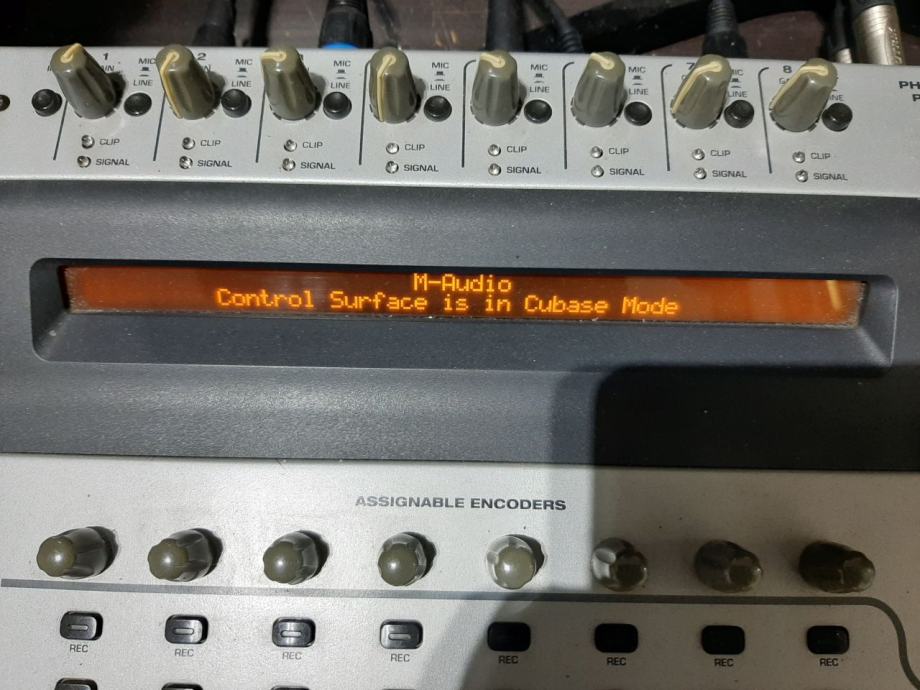 1
2
7
8
MIC
MIC
MIC
MIC
MIC
MIC
MIC
LINE
LINE
LINE
LINE
LINE
LINE
LINE
PH
CLIP
CLIP
CLIP
CLIP
CLIP
CLIP
CLIP
CLIP
SIGNAL
SIGNAL
SIGNAL
SIGNAL
SIGNAL
SIGNAL
SIGNAL
SIGNAL
M-Audio
Control Surface is in Cubase Mode
ASSIGNABLE ENCODERS
REC
REC
REC
REC
REC
REC
REC
REC